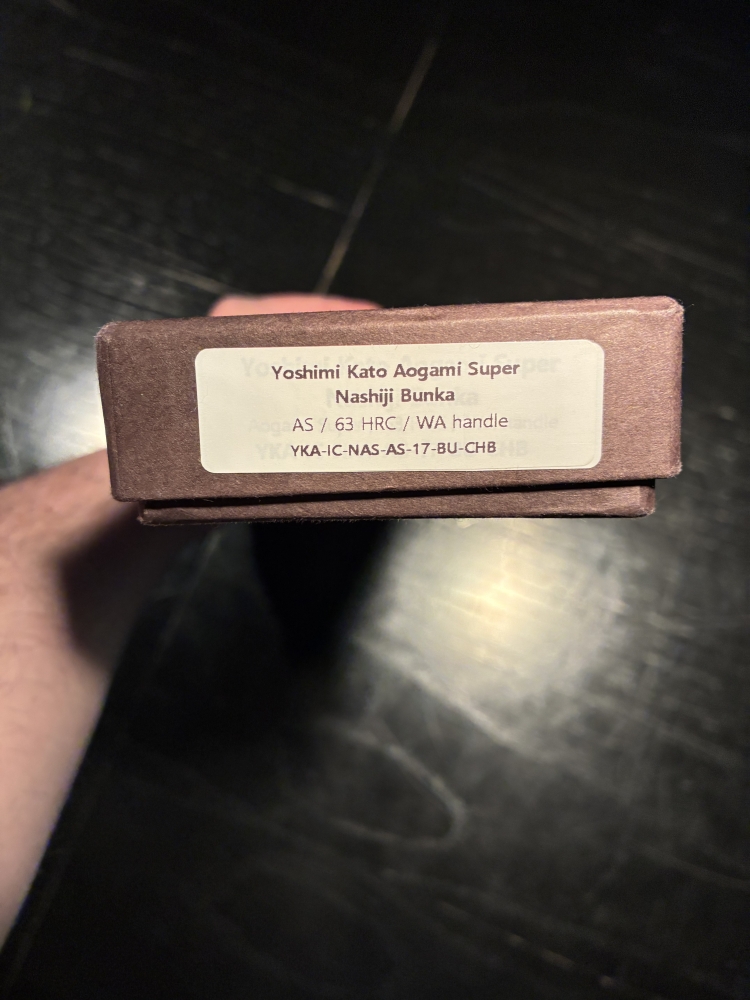 Yoshimi Kato Aogami Super
Nashiji Bunka
AS / 63 HRC / WA handle
YKA-IC-NAS-AS-17-BU-CHB